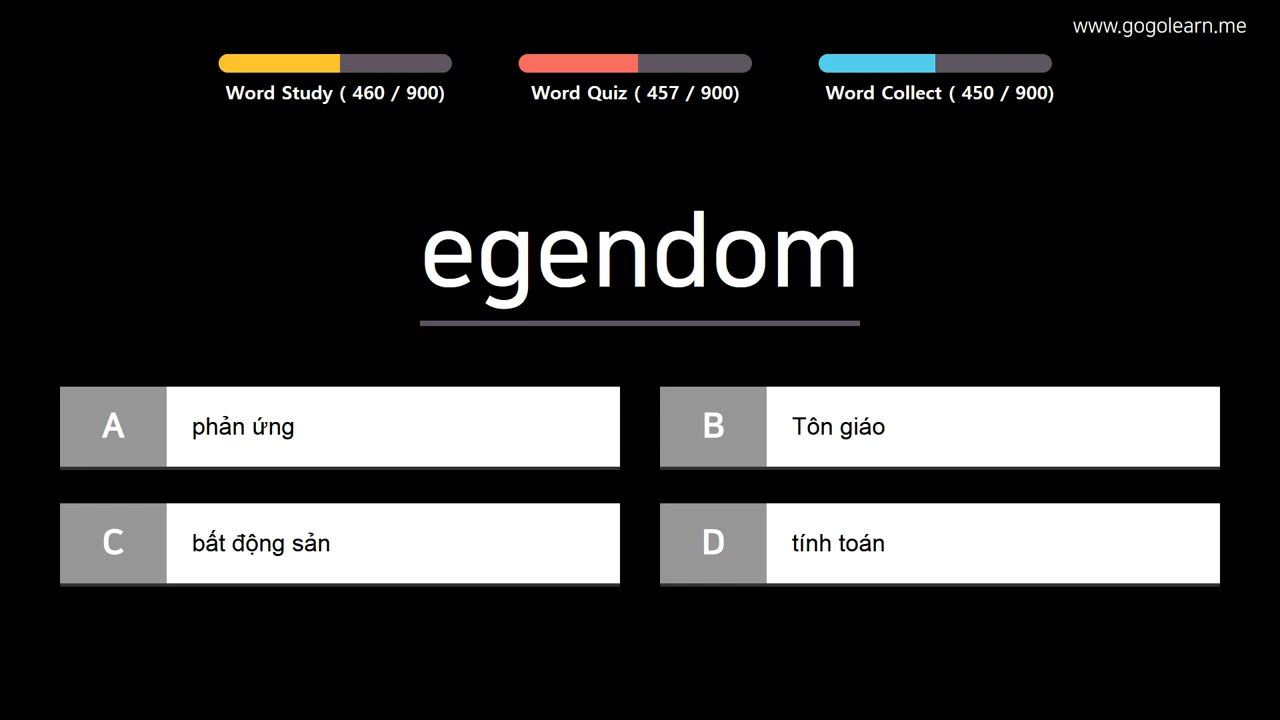 www.gogolearn.me
Word Study ( 460 / 900)
Word Quiz ( 457 / 900)
Word Collect ( 450 / 900)
egendom
A
phản ứng
B
Tôn giáo
C
bất động sản
D
tính toán